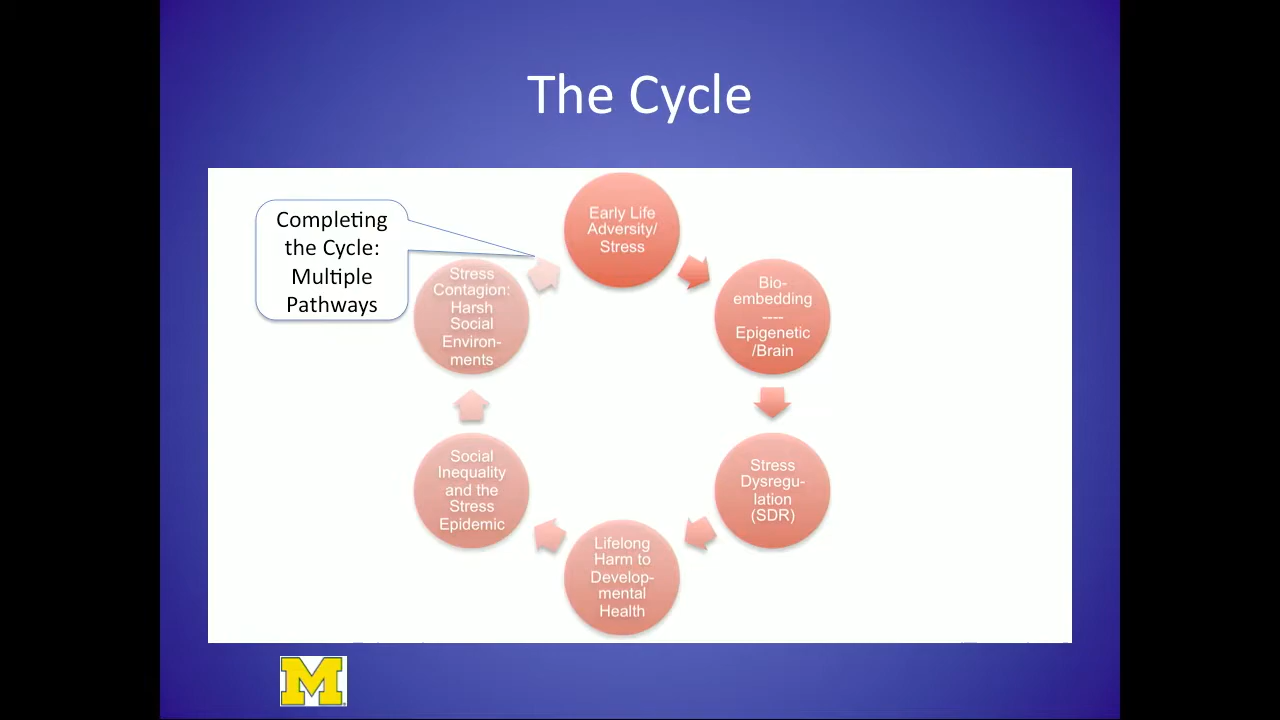 The Cycle
Completing
the Cycle:
Multiple
Pathways
Early Life
Adversity/
Stress
Bio-
embedding
----
Epigenetic
/Brain
Stress
Dysregu-
lation
(SDR)
Lifelong
Harm to
Develop-
mental
Health
Social
Inequality
and the
Stress
Epidemic
Stress
Contagion:
Harsh
Social
Environ-
ments
M